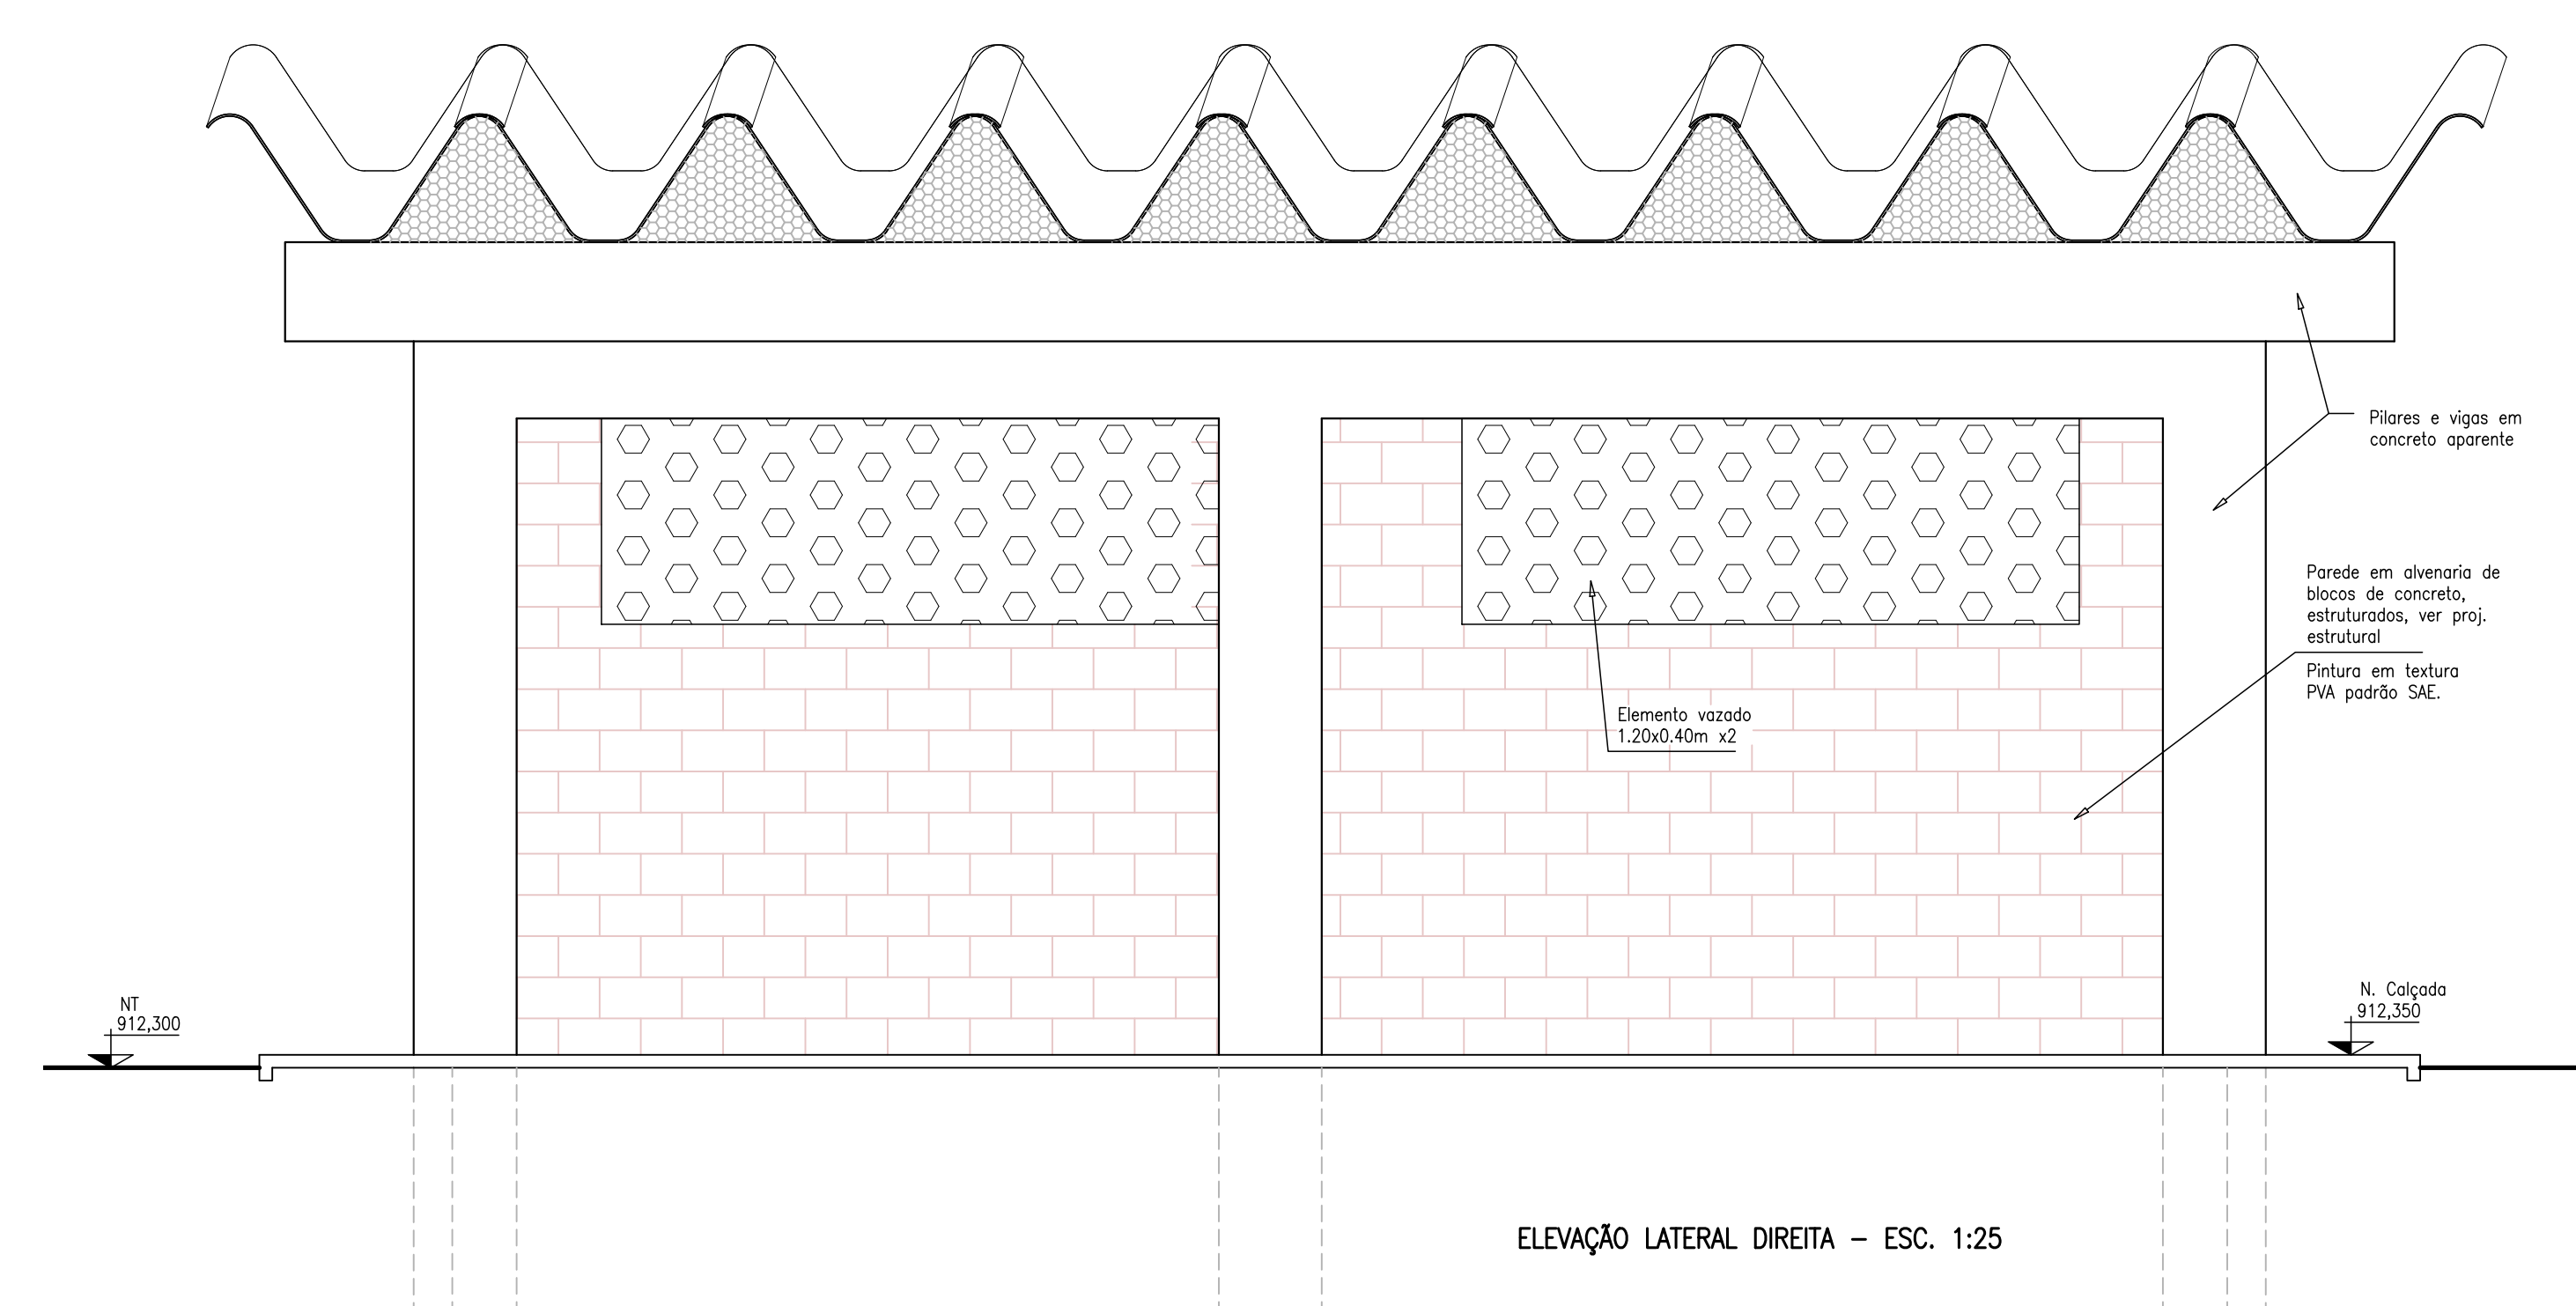 Pilares e vigas em
concreto aparente
Parede em alvenaria de
blocos de concreto,
estruturados, ver proj.
estrutural
Pintura em textura
PVA padrão SAE.
Elemento vazado
1.20x0.40m x2
NT
912,300
N. Calçada
912,350
ELEVAÇÃO LATERAL DIREITA – ESC. 1:25